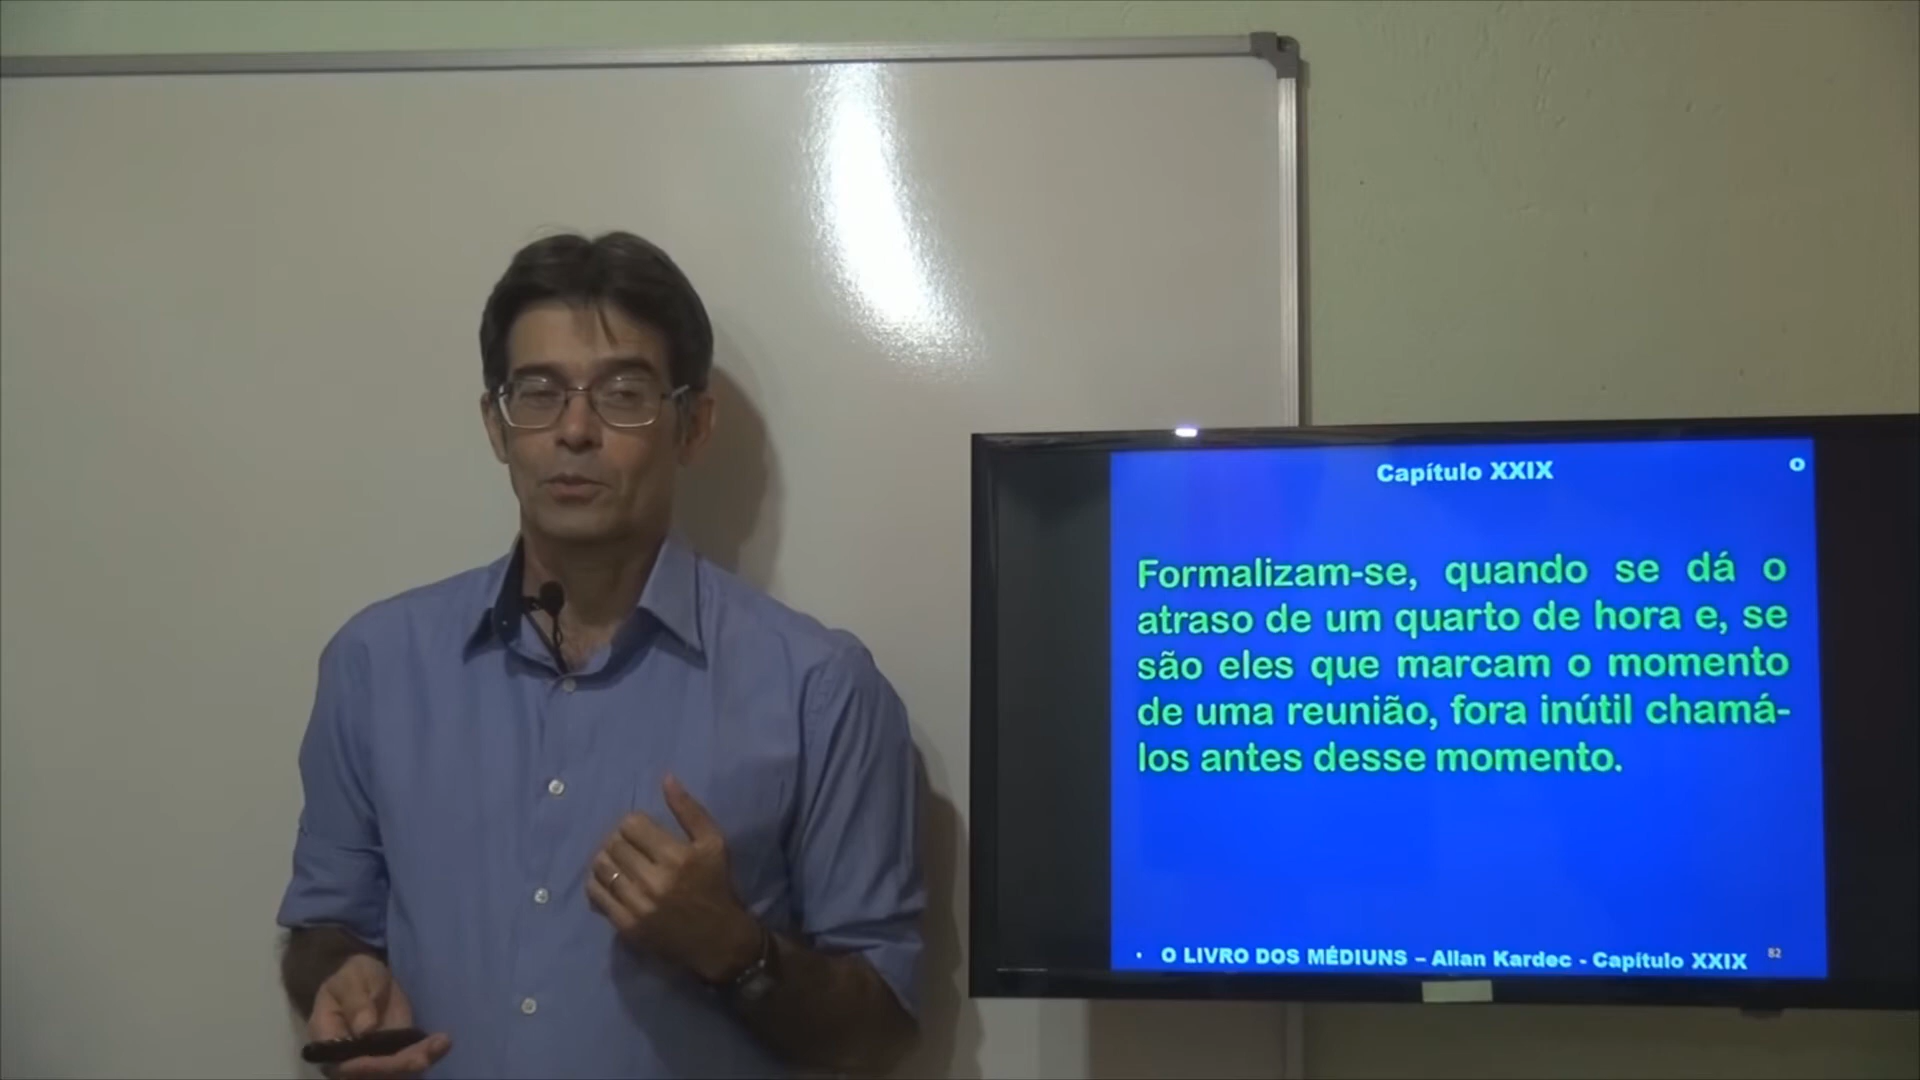 Capítulo XXIX
Formalizam-se, quando se dá o
atraso de um quarto de hora e, se
são eles que marcam o momento
de uma reunião, fora inútil chamá-
los antes desse momento.
• O LIVRO DOS MÉDIUNS – Allan Kardec - Capítulo XXIX 82